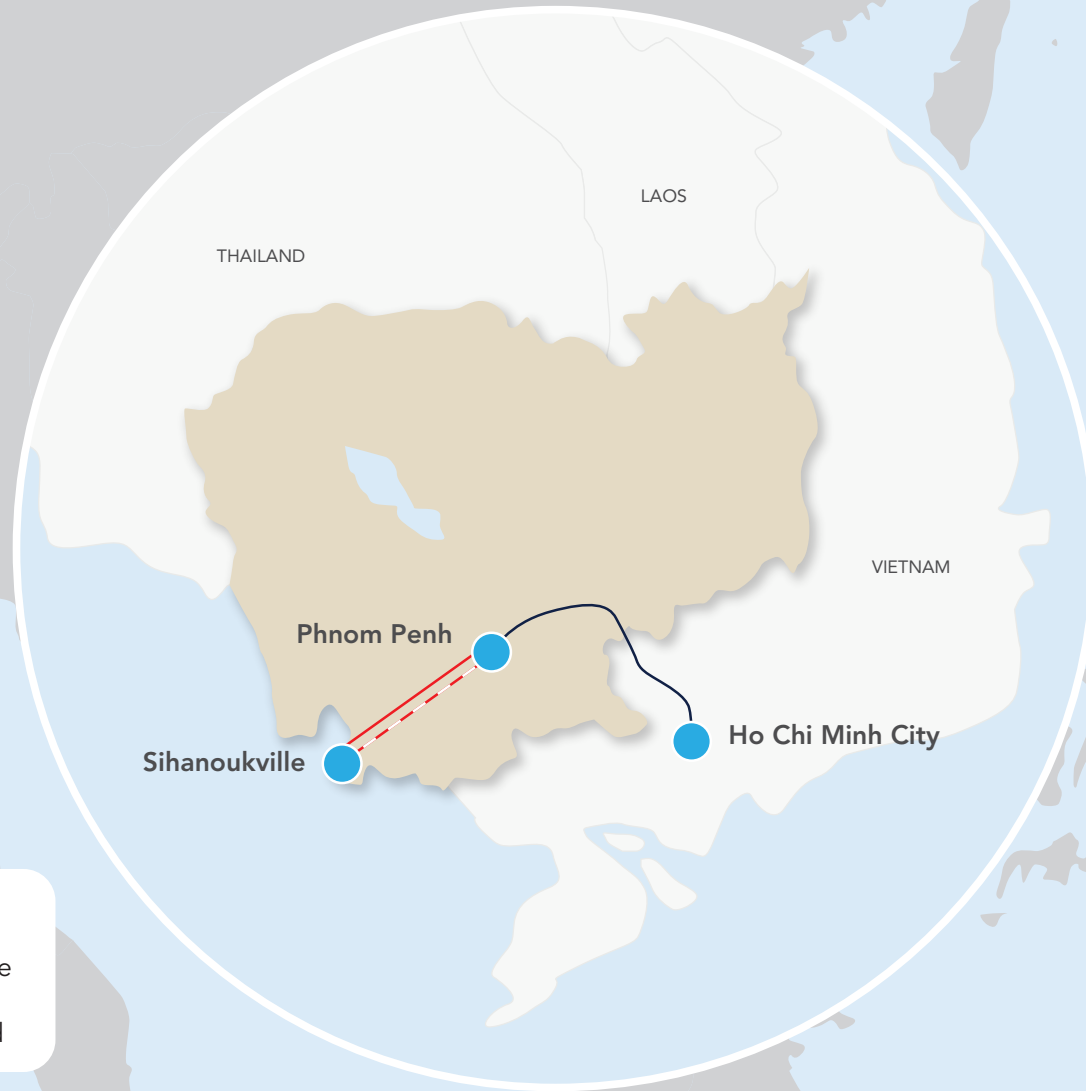 LAOS
THAILAND
VIETNAM
Phnom Penh
Ho Chi Minh City
Sihanoukville